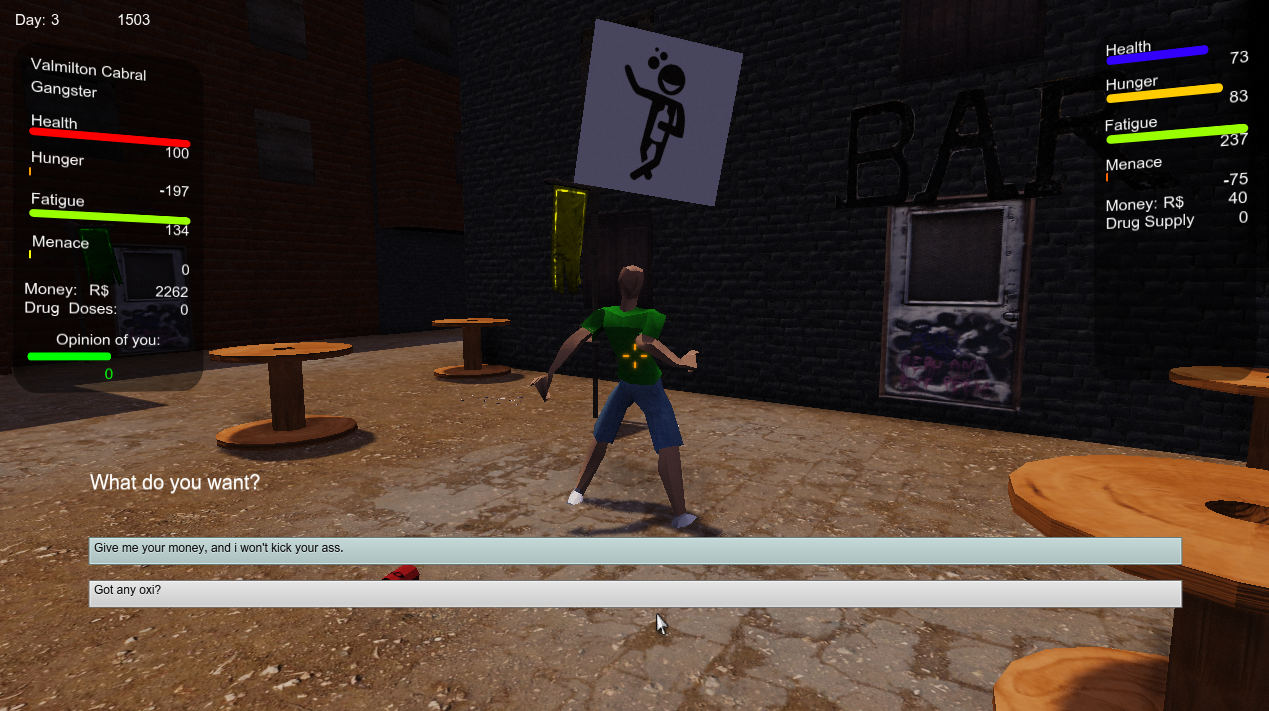 Day: 3 1503
Valmilton Cabral
Gangster
Health
100
Hunger
-197
Fatigue
134
Menace
0
Money: R$ 2262
Drug Doses: 0
Opinion of you:
0
BAR
Health
73
Hunger
83
Fatigue
237
Menace
-75
Money: R$ 40
Drug Supply 0
What do you want?
Give me your money, and i won't kick your ass.
Got any oxi?